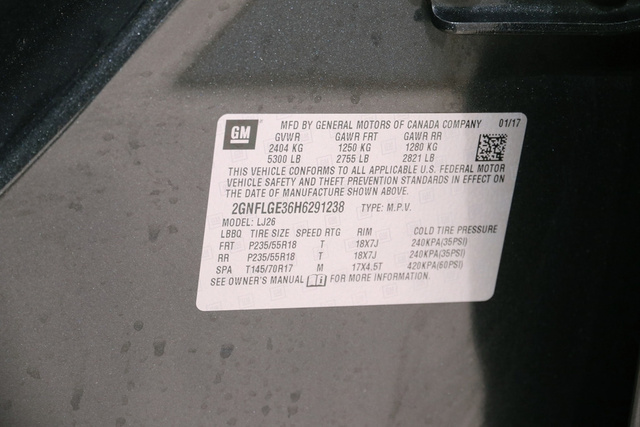 GM MFD BY GENERAL MOTORS OF CANADA COMPANY 01/17
GVWR GAWR FRT GAWR RR
2404 KG 1250 KG 1280 KG
5300 LB 2755 LB 2821 LB
THIS VEHICLE CONFORMS TO ALL APPLICABLE U.S. FEDERAL MOTOR
VEHICLE SAFETY AND THEFT PREVENTION STANDARDS IN EFFECT ON
THE DATE OF MANUFACTURE SHOWN ABOVE.
2GNFLGE36H6291238 TYPE: M.P.V.
MODEL: LJ26
LBBQ TIRE SIZE SPEED RTG RIM COLD TIRE PRESSURE
FRT P235/55R18 T 18X7J 240KPA(35PSI)
RR P235/55R18 T 18X7J 240KPA(35PSI)
SPA T145/70R17 M 17X4.5T 420KPA(60PSI)
SEE OWNER'S MANUAL FOR MORE INFORMATION.